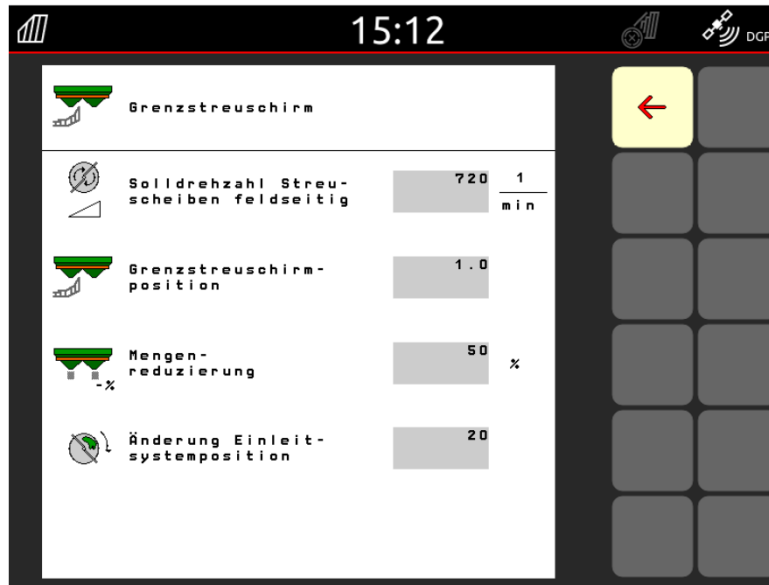 15:12
DGP
Grenzstreuschirm
Solldrehzahl Streu-
scheiben feldseitig
720
1
min
Grenzstreuschirm-
position
1.0
Mengen-
reduzierung
50
%
-%
Änderung Einleit-
systemposition
20